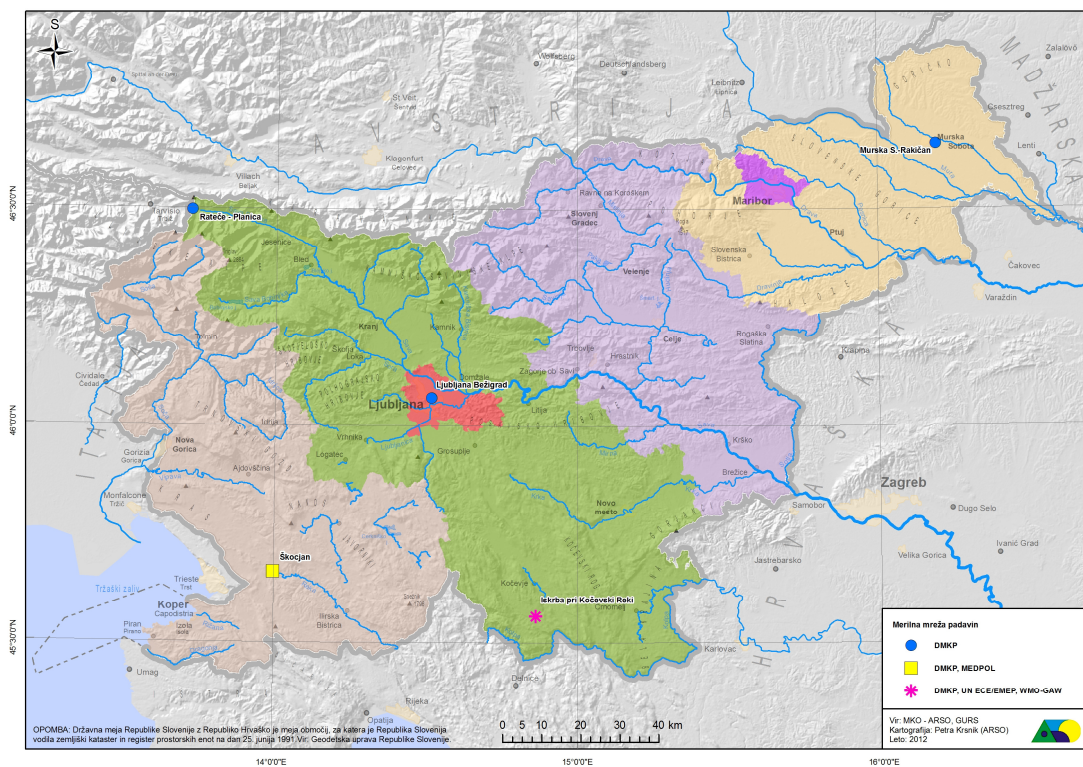 S
Wolfsberg
Deutschlandsberg
Leibnitz
Lipnica
Zalalövő
MADŽARSKA
GORIČKO
Csesztreg
Lenti
St Veit
Šentvid
AVSTRIJA
Klagenfurt
Celovec
Villach
Beljak
Tarvisio
Trbiž
Murska
Sobota
Murska S.-Rakičan
Ravne na Koroškem
Slovenj
Gradec
Maribor
Ptuj
Rateče - Planica
Jesenice
Bled
Slovenska
Bistrica
Velenje
Čakovec
Varaždin
Kranj
Kamnik
Škofja
Loka
Tolmin
Celje
Rogaška
Slatina
Krapina
Trbovlje
Hrastnik
Zagorje ob Savi
Cividale
Čedad
Domžale
Ljubljana Bežigrad
Ljubljana
Litija
Idrija
Vrhnika
Logatec
Grosuplje
Nova
Gorica
Gorizia
Gorica
Ajdovščina
Krško
Brežice
Zagreb
Samobor
Dugo Selo
Monfalcone
Tržič
Novo
mesto
Ivanić Grad
Velika Gorica
Jastrebarsko
Škocjan
Trieste
Trst
Tržaški zaliv
Koper
Capodistria
Piran
Pirano
Izola
Isola
Ilirska
Bistrica
Kočevje
Iskrba pri Kočevski Reki
Črnomelj
Karlovac
Umag
Delnice
Rijeka
Opatija
ITALIJA
HRVAŠKA
46°30'0"N
46°0'0"N
45°30'0"N
14°0'0"E
15°0'0"E
16°0'0"E
0 5 10 20 30 40 km
Merilna mreža padavin
DMKP
DMKP, MEDPOL
DMKP, UN ECE/EMEP, WMO-GAW
Vir: MKO - ARSO, GURS
Kartografija: Petra Krsnik (ARSO)
Leto: 2012
OPOMBA: Državna meja Republike Slovenije z Republiko Hrvaško je meja območij, za katera je Republika Slovenija
vodila zemljiški kataster in register prostorskih enot na dan 25. junija 1991.Vir: Geodetska uprava Republike Slovenije.